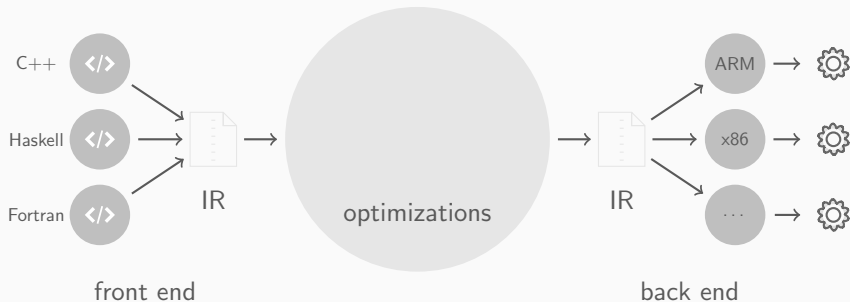 C++
</>
Haskell
</>
Fortran
</>
IR
front end
optimizations
IR
ARM
x86
...
back end